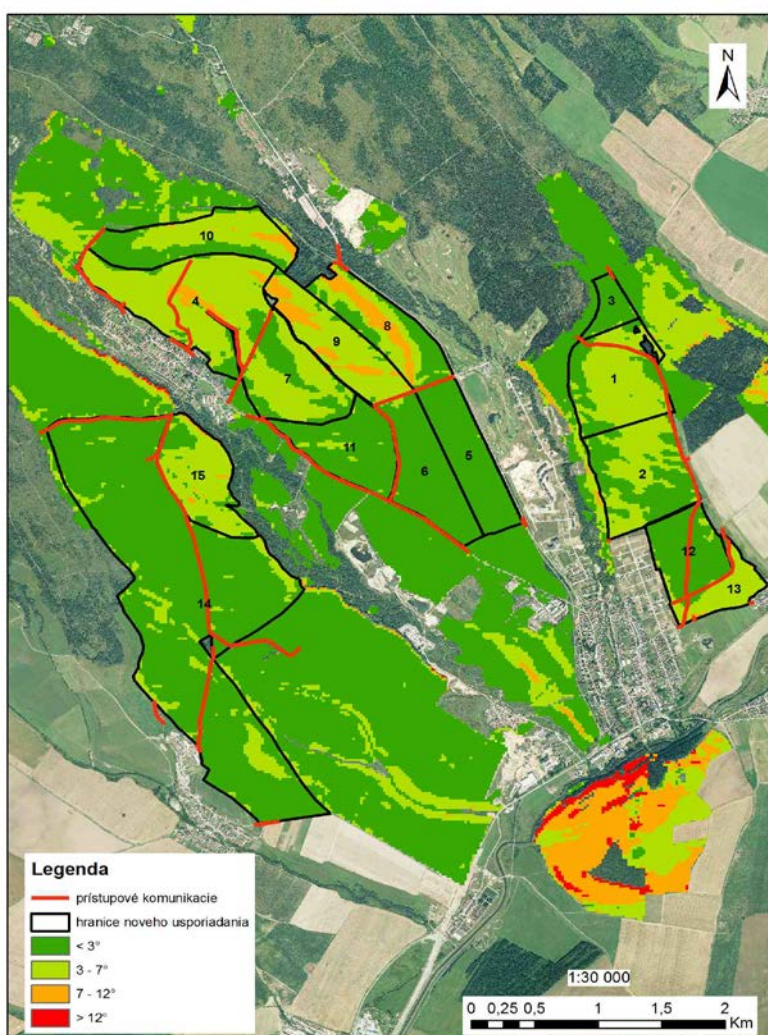 N
10
3
4
8
9
1
7
11
15
6
5
2
12
13
14
Legenda
prístupové komunikacie
hranice noveho usporiadania
< 3°
3 - 7°
7 - 12°
> 12°
1:30 000
0 0,25 0,5 1 1,5 2
Km